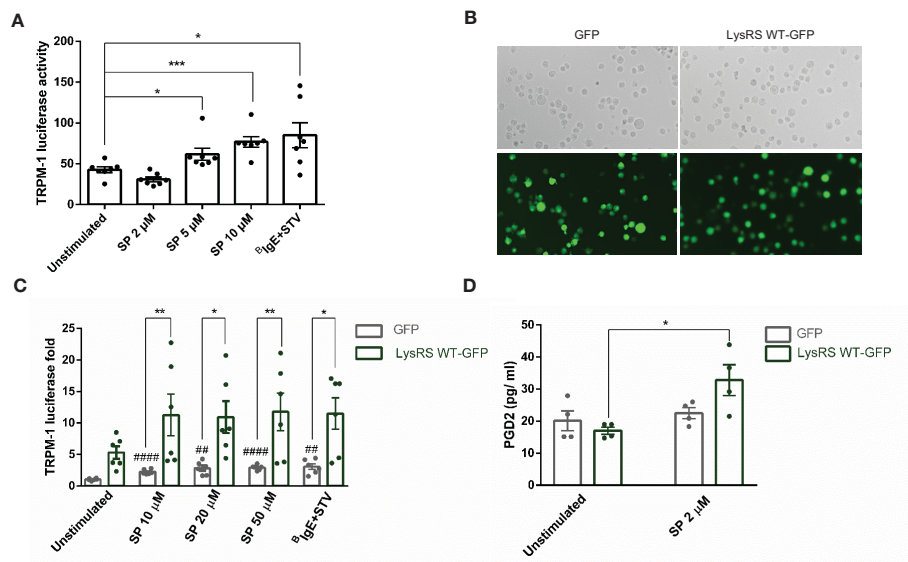 A
TRPM-1 luciferase activity
200
150
100
50
0
*
***
*
Unstimulated
SP 2 µM
SP 5 µM
SP 10 µM
BIgE+STV
B
GFP
LysRS WT-GFP
C
TRPM-1 luciferase fold
25
20
15
10
5
0
**
*
**
*
####
##
####
##
GFP
LysRS WT-GFP
Unstimulated
SP 10 µM
SP 20 µM
SP 50 µM
BIgE+STV
D
PGD2 (pg/ ml)
50
40
30
20
10
0
*
GFP
LysRS WT-GFP
Unstimulated
SP 2 µM